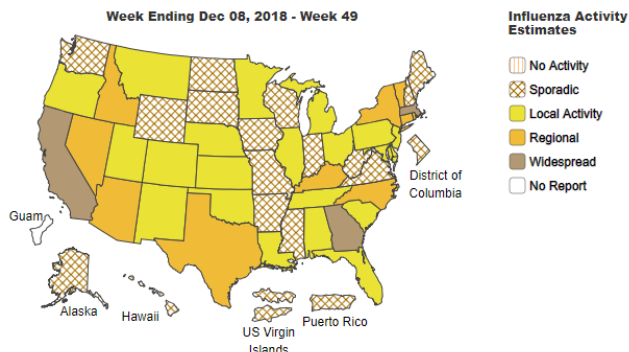 Week Ending Dec 08, 2018 - Week 49
Influenza Activity
Estimates
No Activity
Sporadic
Local Activity
Regional
Widespread
No Report
District of
Columbia
Guam
Alaska
Hawaii
US Virgin
Islands
Puerto Rico